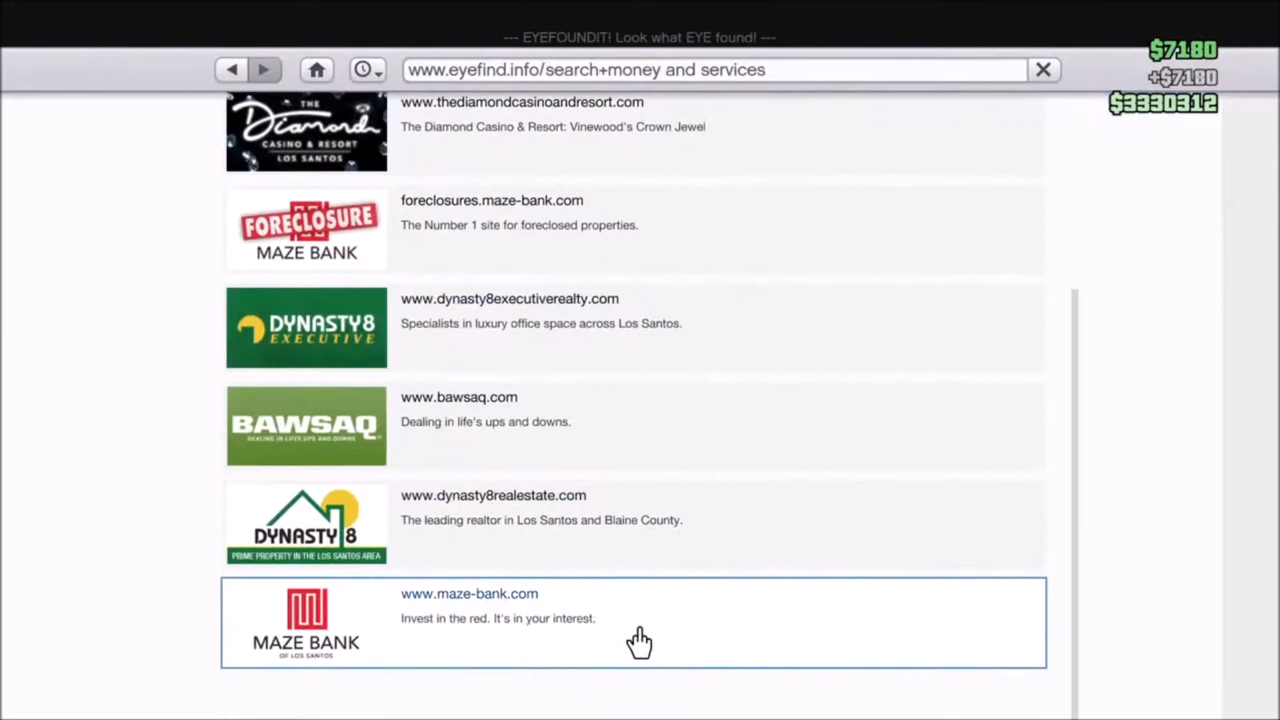 --- EYEFOUNDIT! Look what EYE found! ---
www.eyefind.info/search+money and services
$7180
+$7180
$3330312
THE
Diamond
CASINO & RESORT
LOS SANTOS
www.thediamondcasinoandresort.com
The Diamond Casino & Resort: Vinewood's Crown Jewel
FORECLOSURE
MAZE BANK
foreclosures.maze-bank.com
The Number 1 site for foreclosed properties.
DYNASTY8
EXECUTIVE
www.dynasty8executiverealty.com
Specialists in luxury office space across Los Santos.
BAWSAQ
DEALING IN LIFE'S UPS AND DOWNS
www.bawsaq.com
Dealing in life's ups and downs.
DYNASTY 8
PRIME PROPERTY IN THE LOS SANTOS AREA
www.dynasty8realestate.com
The leading realtor in Los Santos and Blaine County.
MAZE BANK
OF LOS SANTOS
www.maze-bank.com
Invest in the red. It's in your interest.